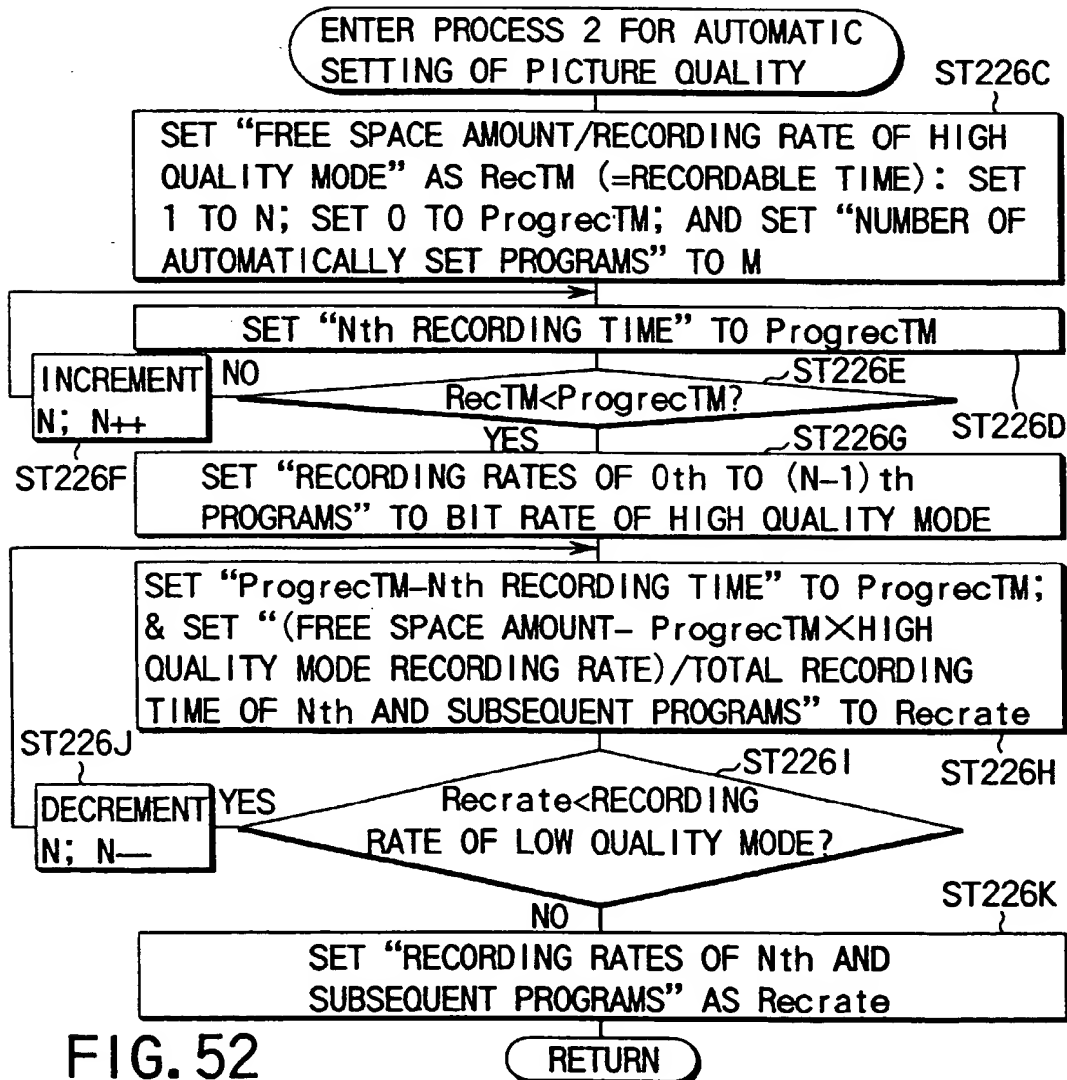 ENTER PROCESS 2 FOR AUTOMATIC
SETTING OF PICTURE QUALITY
ST226C
SET “FREE SPACE AMOUNT/RECORDING RATE OF HIGH
QUALITY MODE” AS RecTM (=RECORDABLE TIME): SET
1 TO N; SET 0 TO ProgrecTM; AND SET “NUMBER OF
AUTOMATICALLY SET PROGRAMS” TO M
SET “Nth RECORDING TIME” TO ProgrecTM
ST226D
RecTM<ProgrecTM?
ST226E
NO
INCREMENT
N; N++
ST226F
YES
ST226G
SET “RECORDING RATES OF 0th TO (N-1)th
PROGRAMS” TO BIT RATE OF HIGH QUALITY MODE
SET “ProgrecTM-Nth RECORDING TIME” TO ProgrecTM;
& SET “(FREE SPACE AMOUNT- ProgrecTM×HIGH
QUALITY MODE RECORDING RATE)/TOTAL RECORDING
TIME OF Nth AND SUBSEQUENT PROGRAMS” TO Recrate
ST226H
ST226I
Recrate<RECORDING
RATE OF LOW QUALITY MODE?
YES
ST226J
DECREMENT
N; N—
NO
ST226K
SET “RECORDING RATES OF Nth AND
SUBSEQUENT PROGRAMS” AS Recrate
RETURN
FIG. 52